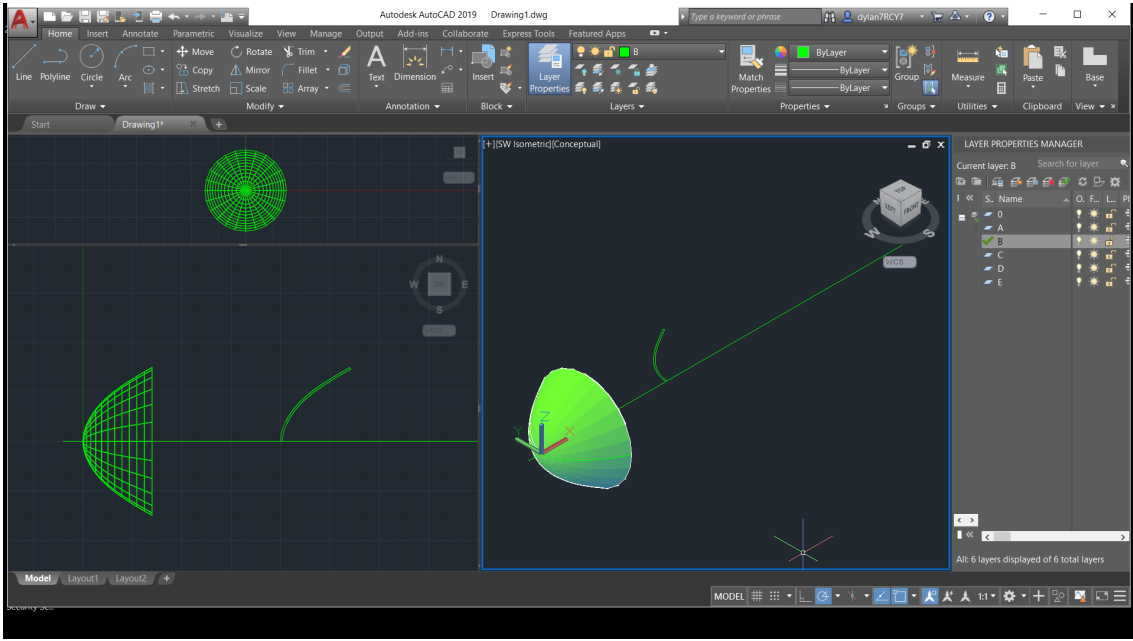 Autodesk AutoCAD 2019 Drawing1.dwg
Type a keyword or phrase
dylan7RCY7
Home Insert Annotate Parametric Visualize View Manage Output Add-ins Collaborate Express Tools Featured Apps
Line Polyline Circle Arc
Move Rotate Trim
Copy Mirror Fillet
Stretch Scale Array
Text Dimension
Insert
Layer Properties
B
Match Properties
ByLayer
ByLayer
ByLayer
Group
Measure
Paste
Base
Draw Modify Annotation Block Layers Properties Groups Utilities Clipboard View
Start Drawing1*
[+][SW Isometric][Conceptual]
TOP
LEFT FRONT
W S
WCS
N
W TOP E
S
WCS
Z
Y X
LAYER PROPERTIES MANAGER
Current layer: B Search for layer
S.. Name O. F... L...
0
A
B
C
D
E
All: 6 layers displayed of 6 total layers
Model Layout1 Layout2 +
MODEL 1:1